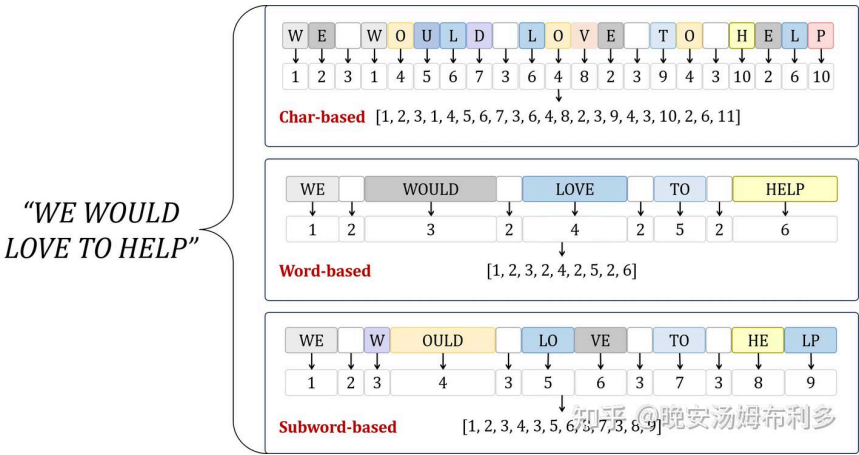 W E W O U L D L O V E T O H E L P
1 2 3 1 4 5 6 7 3 6 4 8 2 3 9 4 3 10 2 6 10
Char-based [1, 2, 3, 1, 4, 5, 6, 7, 3, 6, 4, 8, 2, 3, 9, 4, 3, 10, 2, 6, 11]
"WE WOULD
LOVE TO HELP"
WE WOULD LOVE TO HELP
1 2 3 2 4 2 5 2 6
Word-based [1, 2, 3, 2, 4, 2, 5, 2, 6]
WE W OULD LO VE TO HE LP
1 2 3 4 3 5 6 3 7 3 8 9
Subword-based [1, 2, 3, 4, 3, 5, 6, 3, 7, 3, 8, 9]
知乎 @晚安汤姆布利多